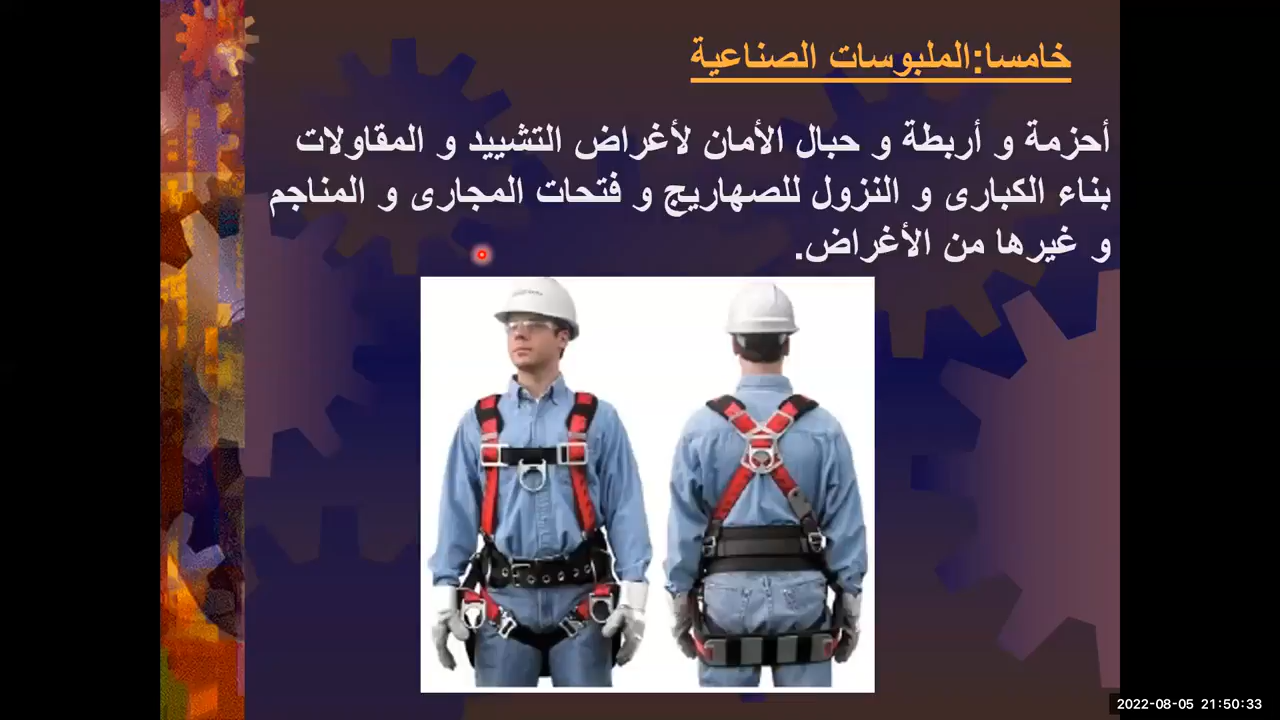 خامسا:الملبوسات الصناعية
أحزمة و أربطة و حبال الأمان لأغراض التشييد و المقاولات
بناء الكبارى و النزول للصهاريج و فتحات المجارى و المناجم
و غيرها من الأغراض.
2022-08-05 21:50:33